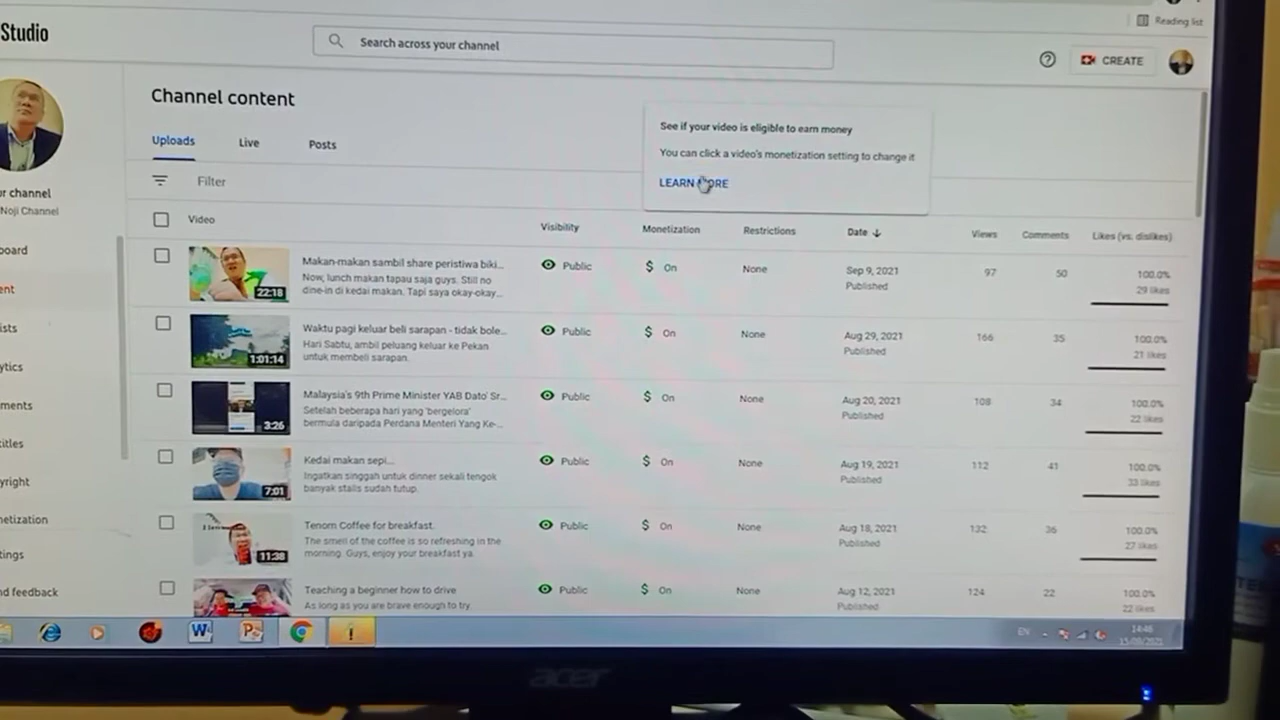 Studio
Search across your channel
Reading list
CREATE
Channel content
Uploads
Live
Posts
See if your video is eligible to earn money
You can click a video's monetization setting to change it
LEARN MORE
Filter
r channel
Noji Channel
Video
Visibility
Monetization
Restrictions
Date
Views
Comments
Likes (vs. dislikes)
board
ent
ists
ytics
ments
titles
yright
netization
tings
nd feedback
22:18
Makan-makan sambil share peristiwa biki...
Now, lunch makan tapau saja guys. Still no
dine-in di kedai makan. Tapi saya okay-okay...
Public
$ On
None
Sep 9, 2021
Published
97
50
100.0%
29 likes
1:01:14
Waktu pagi keluar beli sarapan - tidak bole...
Hari Sabtu, ambil peluang keluar ke Pekan
untuk membeli sarapan.
Public
$ On
None
Aug 29, 2021
Published
166
35
100.0%
21 likes
3:26
Malaysia's 9th Prime Minister YAB Dato' Sr...
Setelah beberapa hari yang 'bergelora'
bermula daripada Perdana Menteri Yang Ke-...
Public
$ On
None
Aug 20, 2021
Published
108
34
100.0%
22 likes
7:01
Kedai makan sepi...
Ingatkan singgah untuk dinner sekali tengok
banyak stalls sudah tutup.
Public
$ On
None
Aug 19, 2021
Published
112
41
100.0%
33 likes
11:38
Tenom Coffee for breakfast.
The smell of the coffee is so refreshing in the
morning. Guys, enjoy your breakfast ya.
Public
$ On
None
Aug 18, 2021
Published
132
36
100.0%
27 likes
Teaching a beginner how to drive
As long as you are brave enough to try
Public
$ On
None
Aug 12, 2021
Published
124
22
100.0%
22 likes
EN
14:46
acer